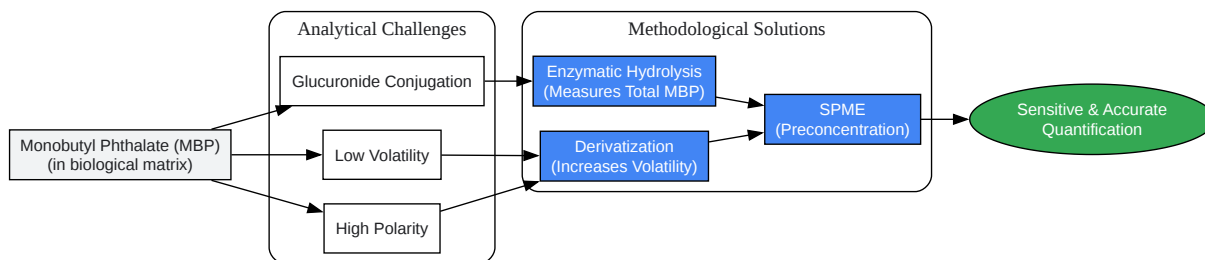 Analytical Challenges
Methodological Solutions
Glucuronide Conjugation
Enzymatic Hydrolysis
(Measures Total MBP)
SPME
(Preconcentration)
Sensitive & Accurate
Quantification
Monobutyl Phthalate (MBP)
(in biological matrix)
Low Volatility
Derivatization
(Increases Volatility)
High Polarity